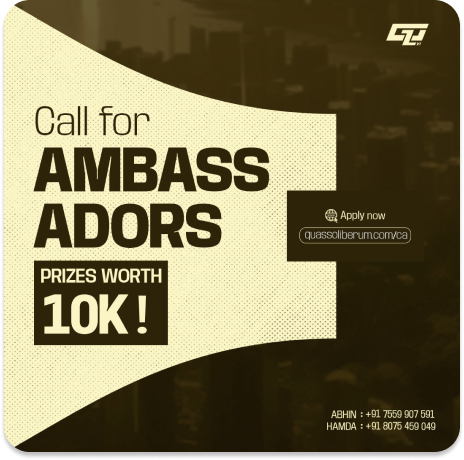 Call for
AMBASS
ADORS
PRIZES WORTH
10K!
Apply now
quassoliberum.com/ca
ABHIN : +91 7559 907 591
HAMDA : +91 8075 459 049